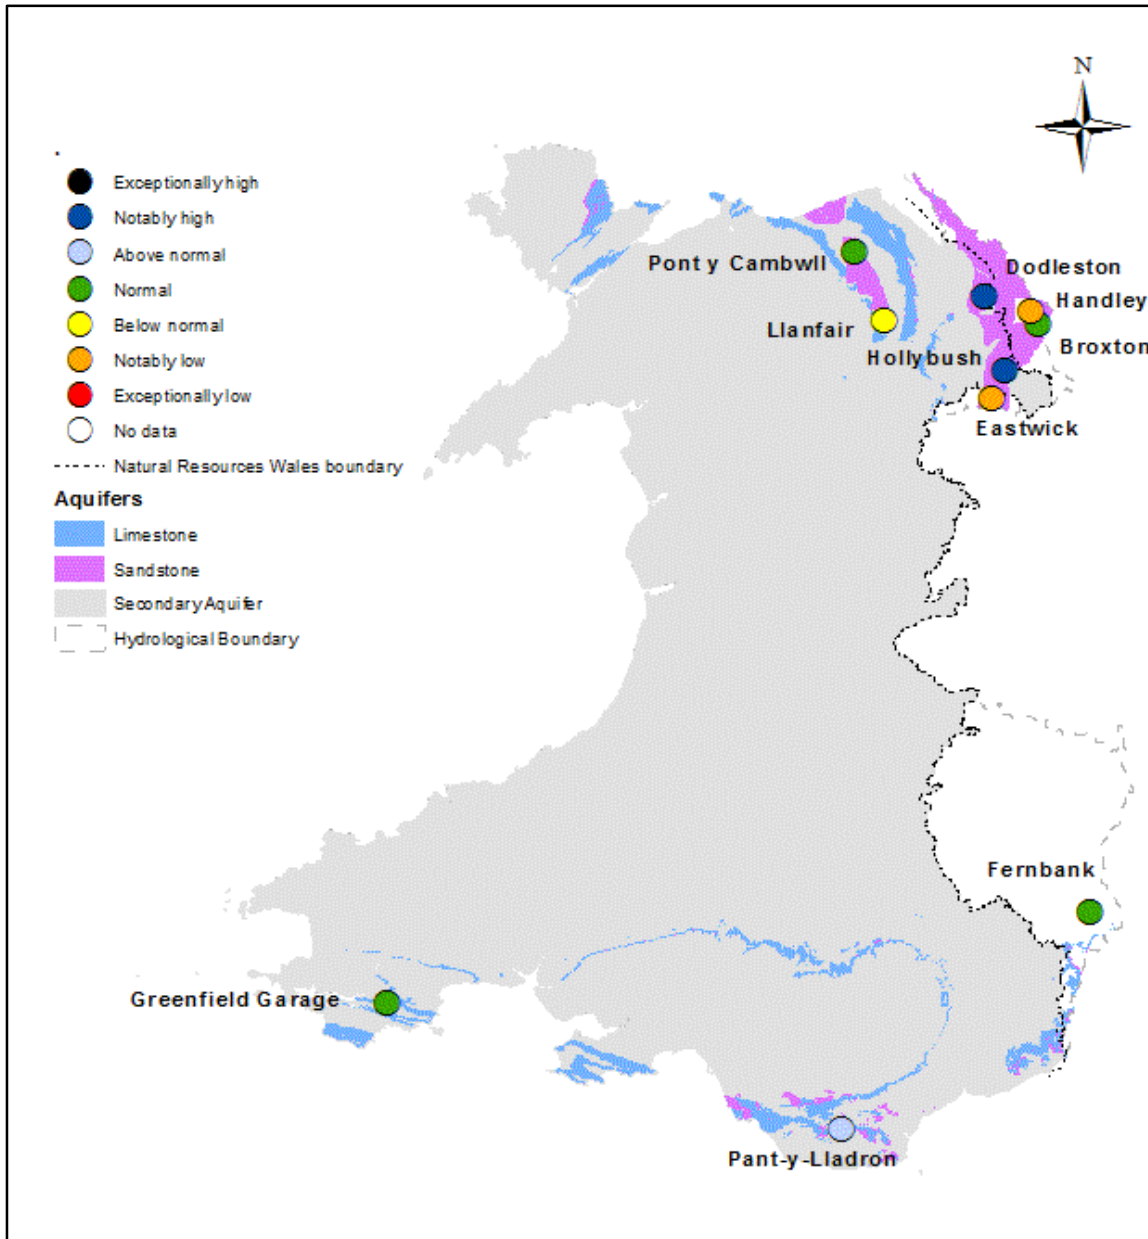 N
Exceptionally high
Notably high
Above normal
Normal
Below normal
Notably low
Exceptionally low
No data
Natural Resources Wales boundary
Aquifers
Limestone
Sandstone
Secondary Aquifer
Hydrological Boundary
Pont y Cambwll
Dodleston
Handley
Llanfair
Broxton
Hollybush
Eastwick
Fernbank
Greenfield Garage
Pant-y-Lladron